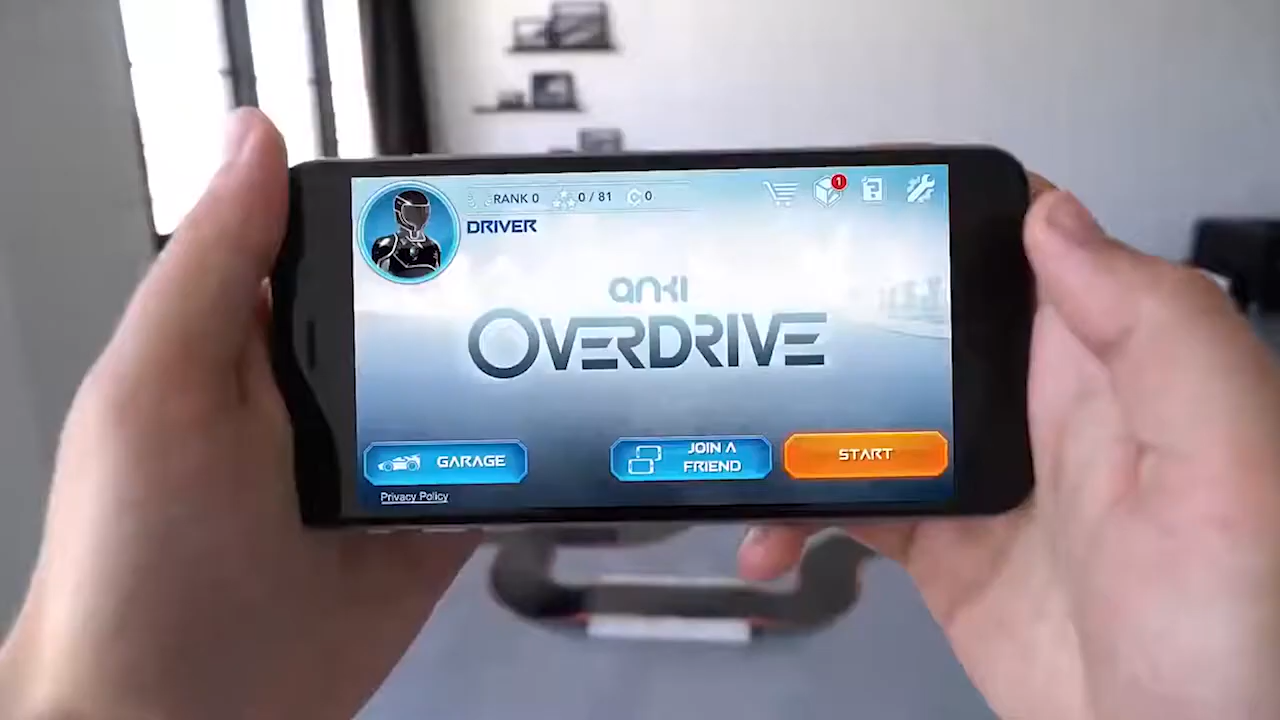 RANK 0 0 / 81 0
1
DRIVER
anki
OVERDRIVE
GARAGE
JOIN A
FRIEND
START
Privacy Policy